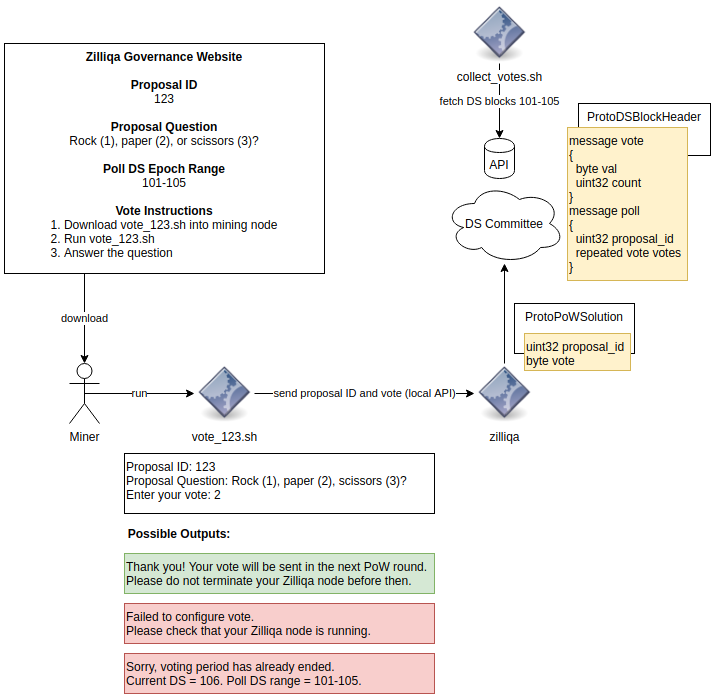 Zilliqa Governance Website
Proposal ID
123
Proposal Question
Rock (1), paper (2), or scissors (3)?
Poll DS Epoch Range
101-105
Vote Instructions
1. Download vote_123.sh into mining node
2. Run vote_123.sh
3. Answer the question
download
Miner
run
vote_123.sh
send proposal ID and vote (local API)
zilliqa
collect_votes.sh
fetch DS blocks 101-105
API
DS Committee
ProtoDSBlockHeader
message vote
{
byte val
uint32 count
}
message poll
{
uint32 proposal_id
repeated vote votes
}
ProtoPoWSolution
uint32 proposal_id
byte vote
Proposal ID: 123
Proposal Question: Rock (1), paper (2), scissors (3)?
Enter your vote: 2
Possible Outputs:
Thank you! Your vote will be sent in the next PoW round.
Please do not terminate your Zilliqa node before then.
Failed to configure vote.
Please check that your Zilliqa node is running.
Sorry, voting period has already ended.
Current DS = 106. Poll DS range = 101-105.